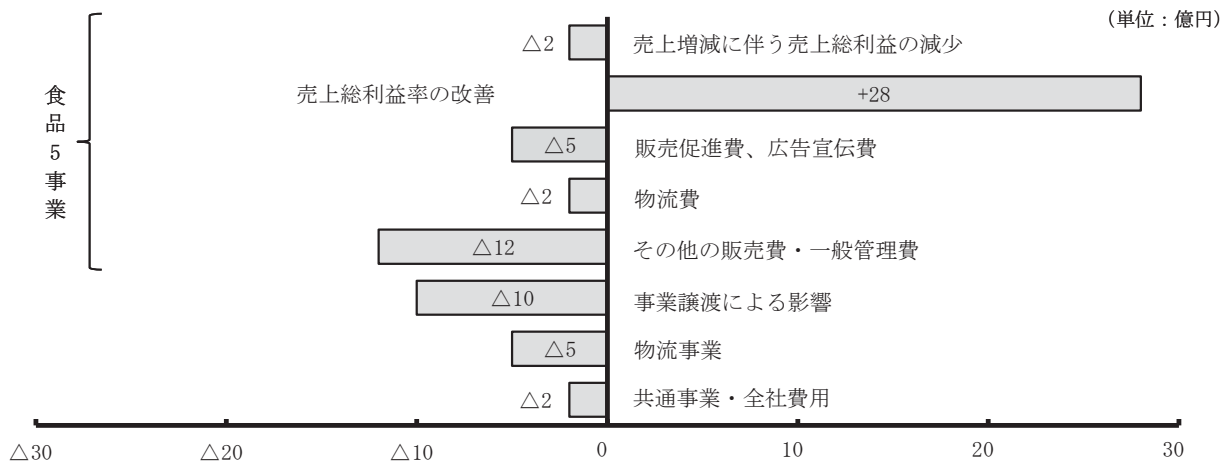 (単位：億円)
食品5事業
△2 売上増減に伴う売上総利益の減少
売上総利益率の改善 +28
△5 販売促進費、広告宣伝費
△2 物流費
△12 その他の販売費・一般管理費
△10 事業譲渡による影響
△5 物流事業
△2 共通事業・全社費用
△30 △20 △10 0 10 20 30